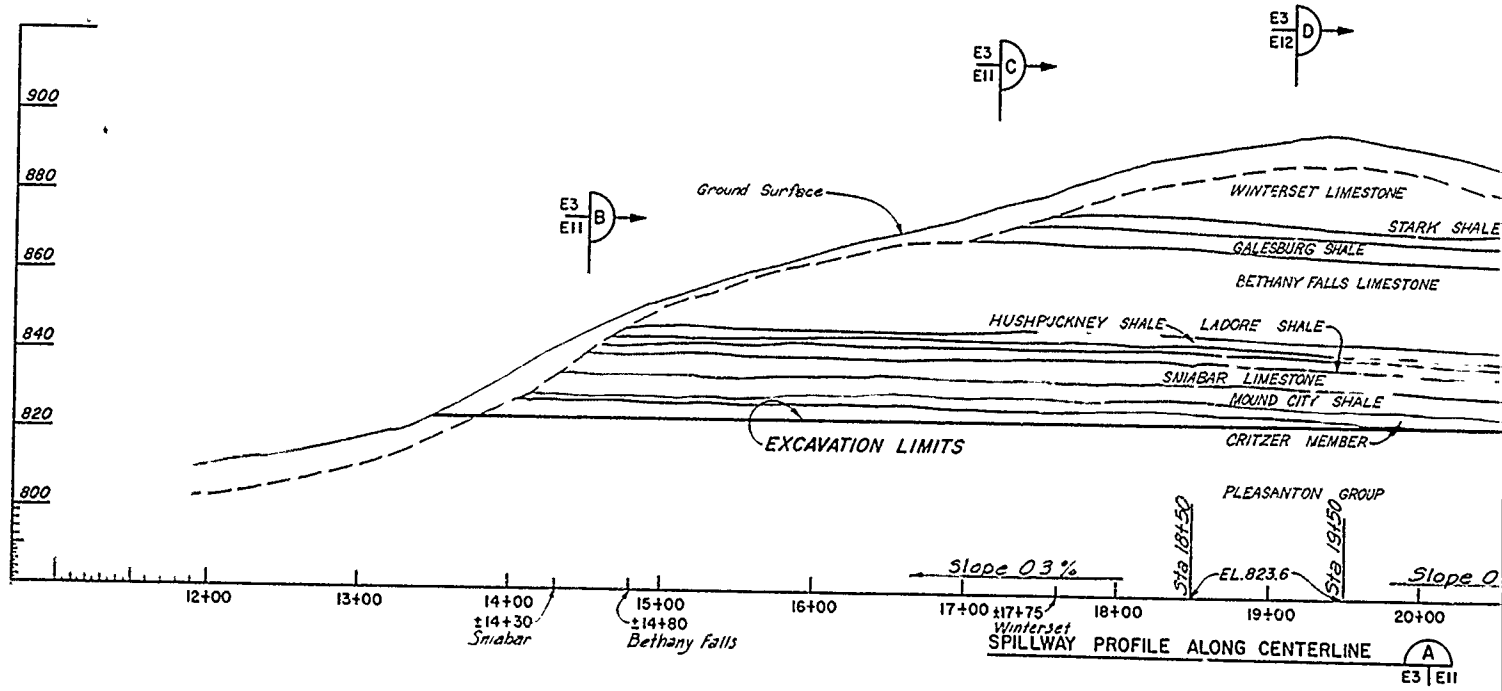 E3
E12
D
E3
E11
C
900
880
E3
E11
B
Ground Surface
WINTERSET LIMESTONE
STARK SHALE
GALESBURG SHALE
860
BETHANY FALLS LIMESTONE
840
HUSHPUCKNEY SHALE
LADORE SHALE
SNIABAR LIMESTONE
MOUND CITY SHALE
820
EXCAVATION LIMITS
CRITZER MEMBER
800
PLEASANTON GROUP
Sta 18+50
Sta 19+50
Slope 0.3%
EL.823.6
Slope 0
12+00
13+00
14+00
15+00
16+00
17+00
18+00
19+00
20+00
±14+30
Sniabar
±14+80
Bethany Falls
±17+75
Winterset
SPILLWAY PROFILE ALONG CENTERLINE
A
E3 E11